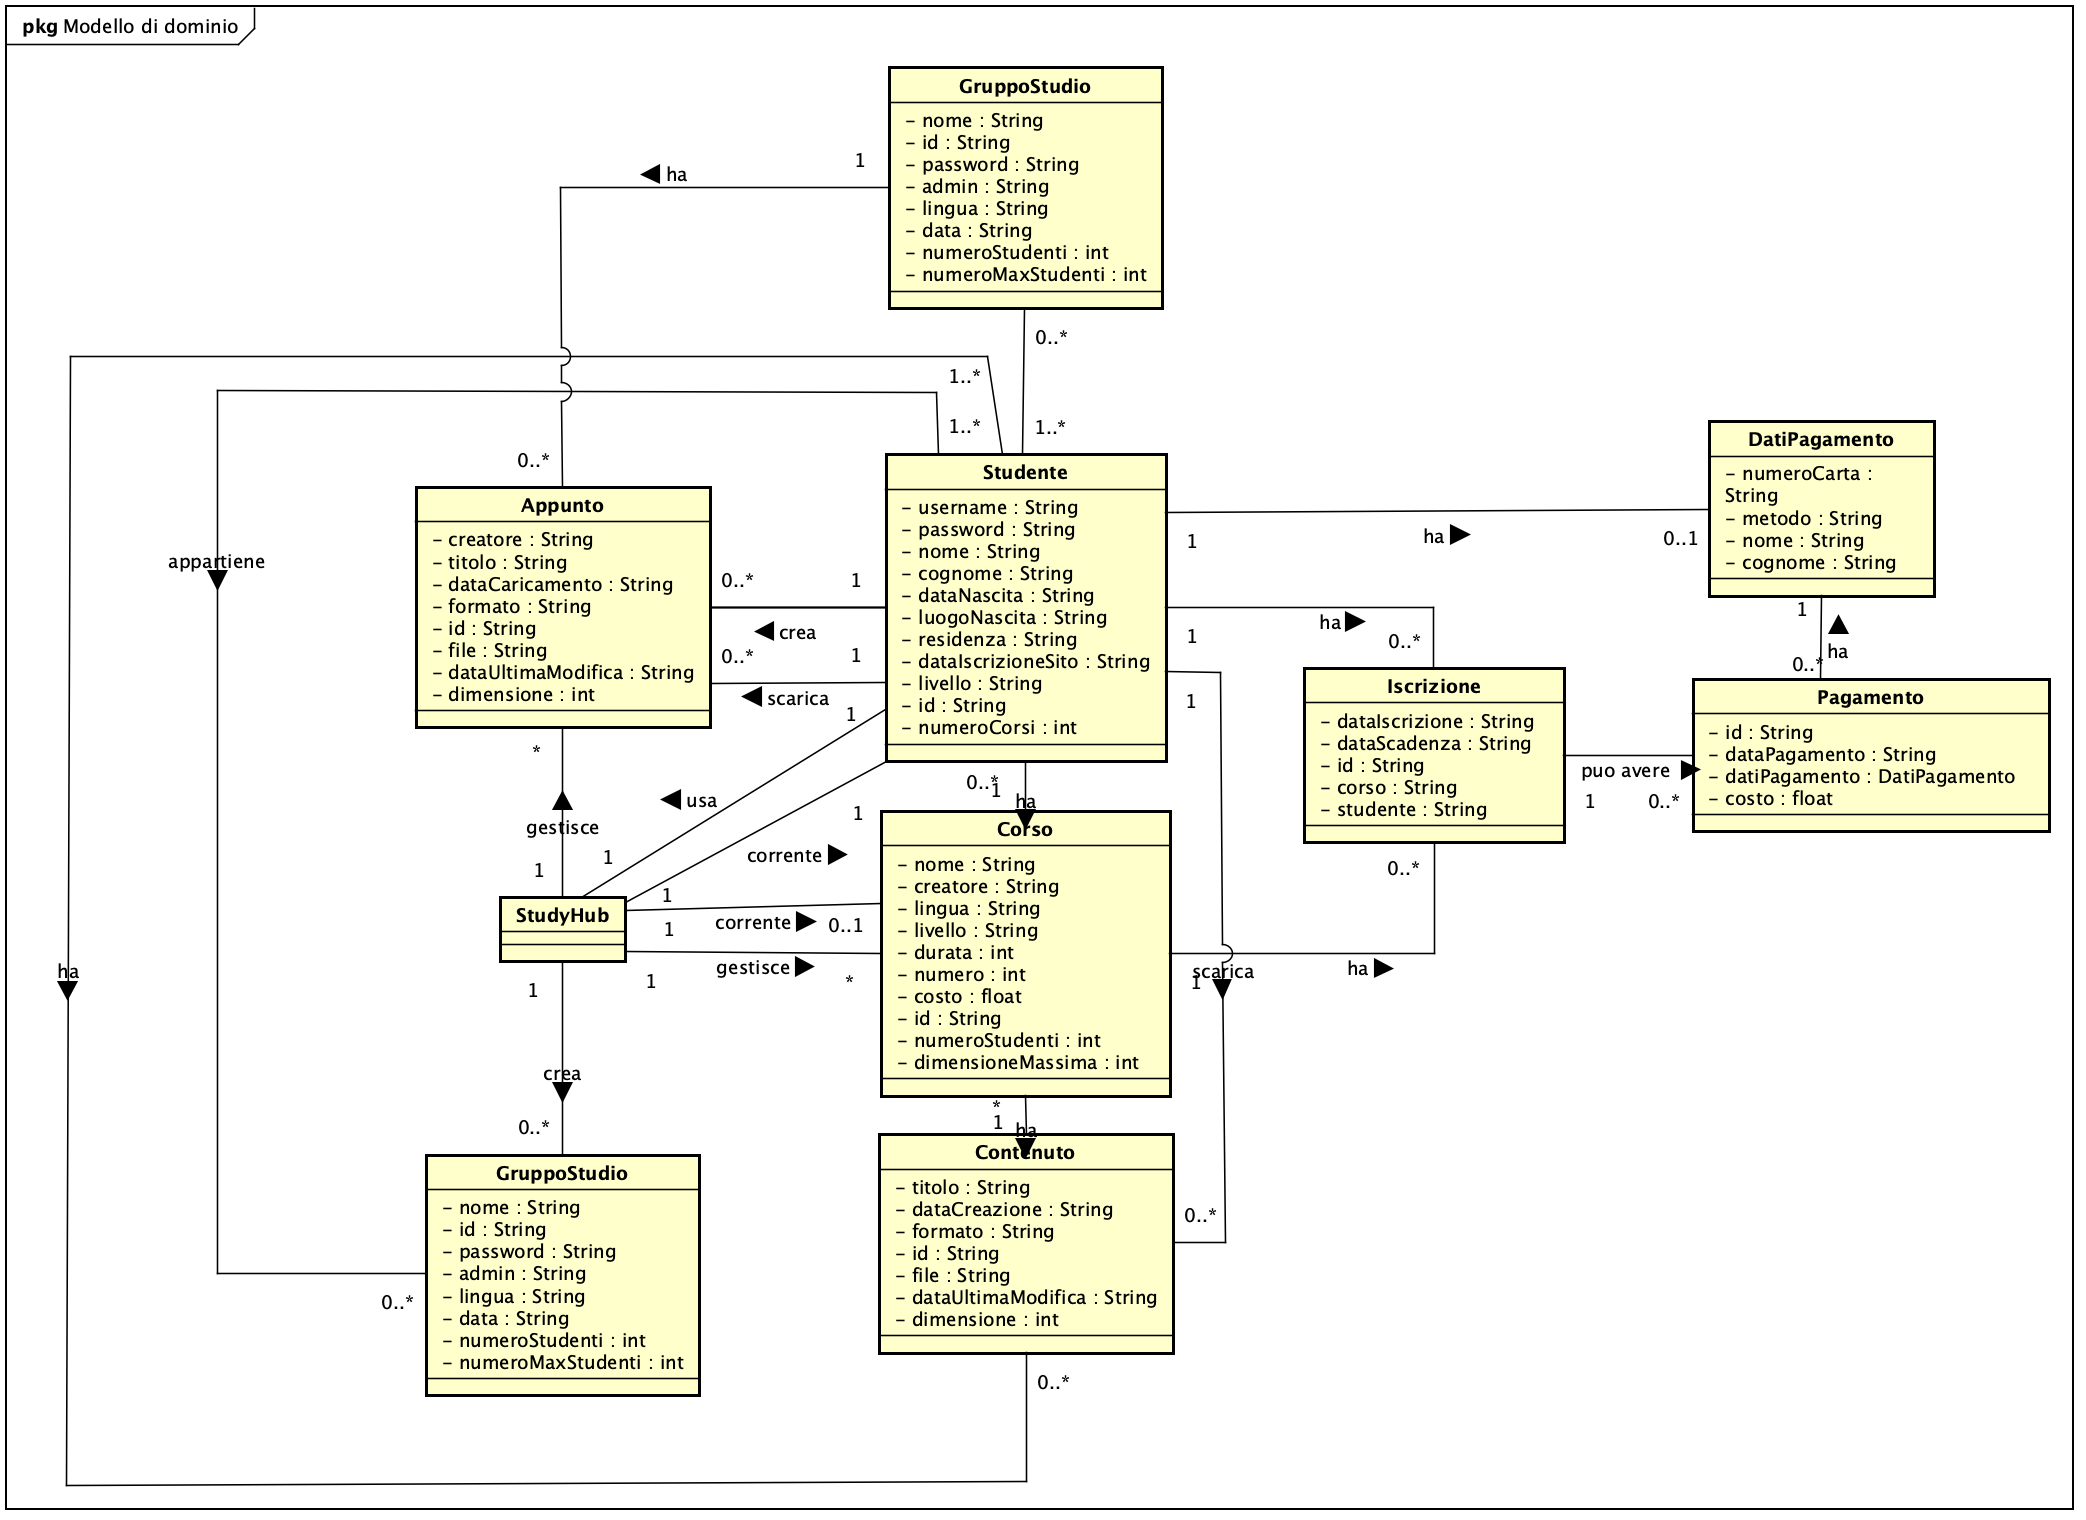 pkg Modello di dominio
GruppoStudio
– nome : String
– id : String
– password : String
– admin : String
– lingua : String
– data : String
– numeroStudenti : int
– numeroMaxStudenti : int
1
ha
0..*
1..*
1..*
1..*
0..*
appartiene
Appunto
– creatore : String
– titolo : String
– dataCaricamento : String
– formato : String
– id : String
– file : String
– dataUltimaModifica : String
– dimensione : int
0..*
1
crea
0..*
1
scarica
Studente
– username : String
– password : String
– nome : String
– cognome : String
– dataNascita : String
– luogoNascita : String
– residenza : String
– dataIscrizioneSito : String
– livello : String
– id : String
– numeroCorsi : int
1
ha
0..1
DatiPagamento
– numeroCarta :
String
– metodo : String
– nome : String
– cognome : String
1
ha
0..*
1
ha
0..*
1
Iscrizione
– dataIscrizione : String
– dataScadenza : String
– id : String
– corso : String
– studente : String
puo avere
1
0..*
Pagamento
– id : String
– dataPagamento : String
– datiPagamento : DatiPagamento
– costo : float
*
gestisce
1
1
usa
1
1
corrente
1
0..*
1
ha
StudyHub
corrente
1
0..1
gestisce
1
*
Corso
– nome : String
– creatore : String
– lingua : String
– livello : String
– durata : int
– numero : int
– costo : float
– id : String
– numeroStudenti : int
– dimensioneMassima : int
0..*
ha
1
scarica
ha
1
crea
0..*
GruppoStudio
– nome : String
– id : String
– password : String
– admin : String
– lingua : String
– data : String
– numeroStudenti : int
– numeroMaxStudenti : int
0..*
*
1
ha
Contenuto
– titolo : String
– dataCreazione : String
– formato : String
– id : String
– file : String
– dataUltimaModifica : String
– dimensione : int
0..*
0..*